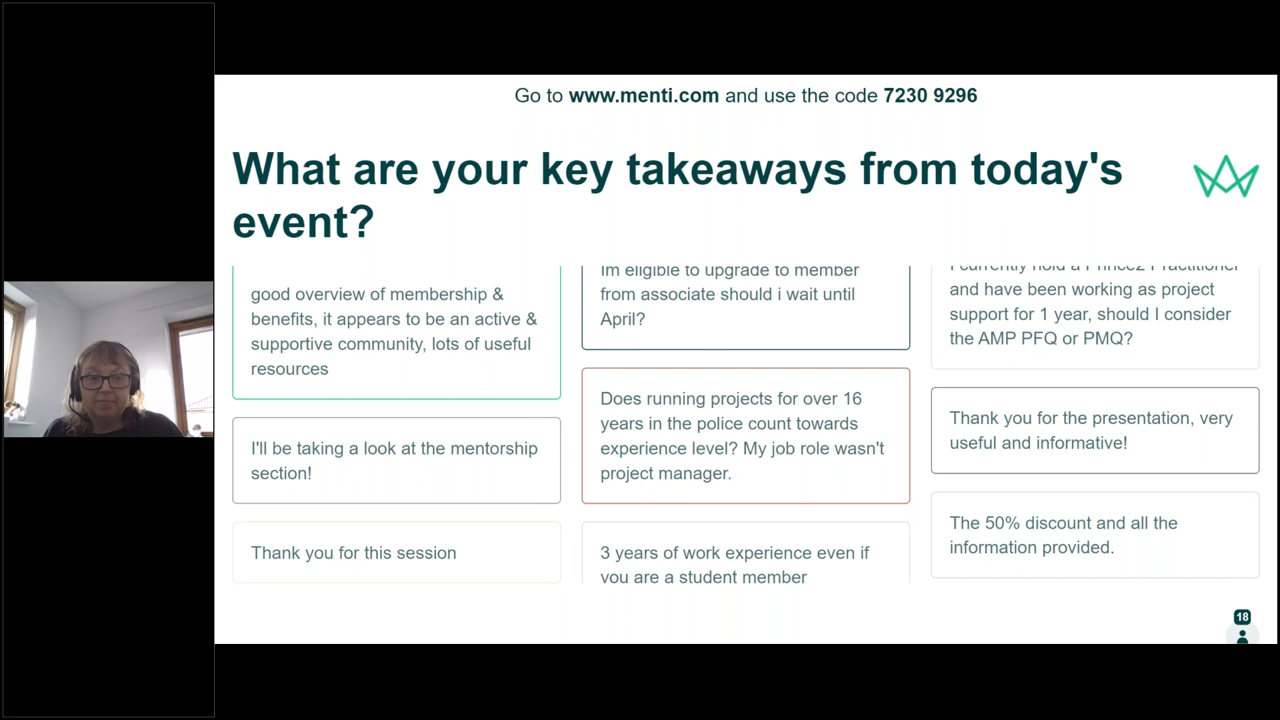 Go to www.menti.com and use the code 7230 9296
What are your key takeaways from today's
event?
good overview of membership &
benefits, it appears to be an active &
supportive community, lots of useful
resources
I'll be taking a look at the mentorship
section!
Thank you for this session
Im eligible to upgrade to member
from associate should i wait until
April?
Does running projects for over 16
years in the police count towards
experience level? My job role wasn't
project manager.
3 years of work experience even if
you are a student member
I currently hold a Prince2 Practitioner
and have been working as project
support for 1 year, should I consider
the AMP PFQ or PMQ?
Thank you for the presentation, very
useful and informative!
The 50% discount and all the
information provided.
18